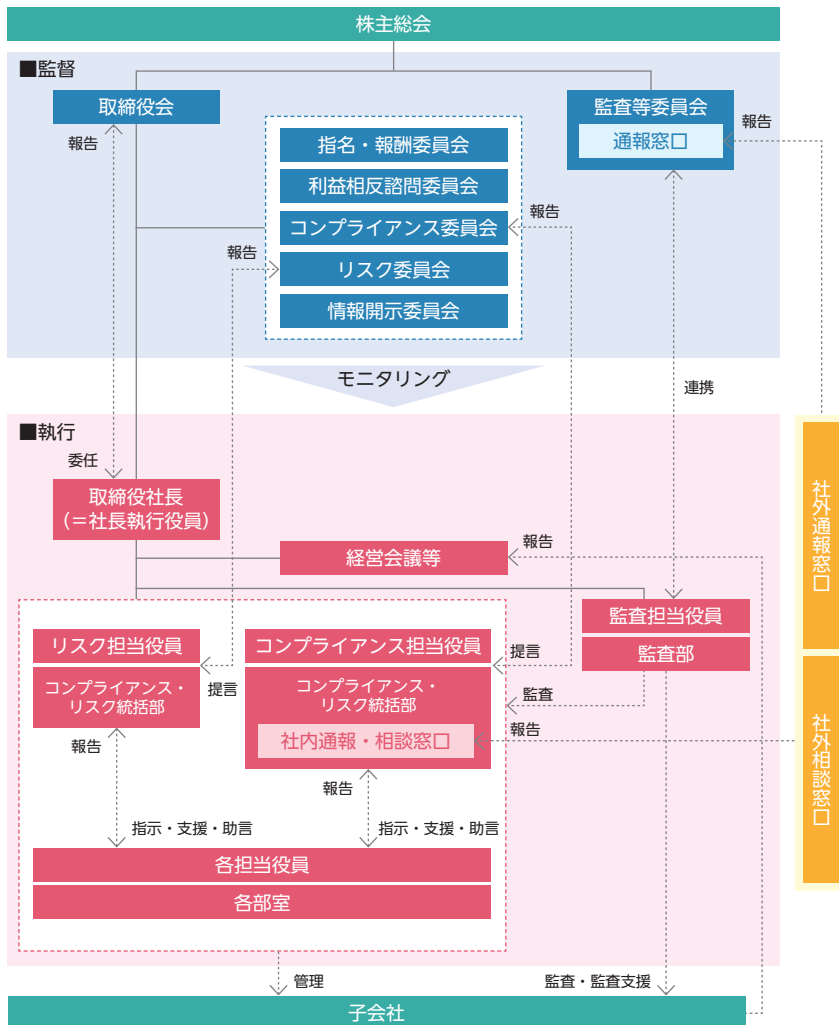 株主総会
■監督
取締役会
監査等委員会
通報窓口
報告
報告
指名・報酬委員会
利益相反諮問委員会
コンプライアンス委員会
リスク委員会
情報開示委員会
報告
報告
モニタリング
連携
■執行
委任
取締役社長
(＝社長執行役員)
経営会議等
報告
社外通報窓口
監査担当役員
監査部
リスク担当役員
コンプライアンス・
リスク統括部
提言
コンプライアンス担当役員
コンプライアンス・
リスク統括部
社内通報・相談窓口
提言
監査
報告
社外相談窓口
報告
報告
指示・支援・助言
指示・支援・助言
各担当役員
各部室
管理
監査・監査支援
子会社